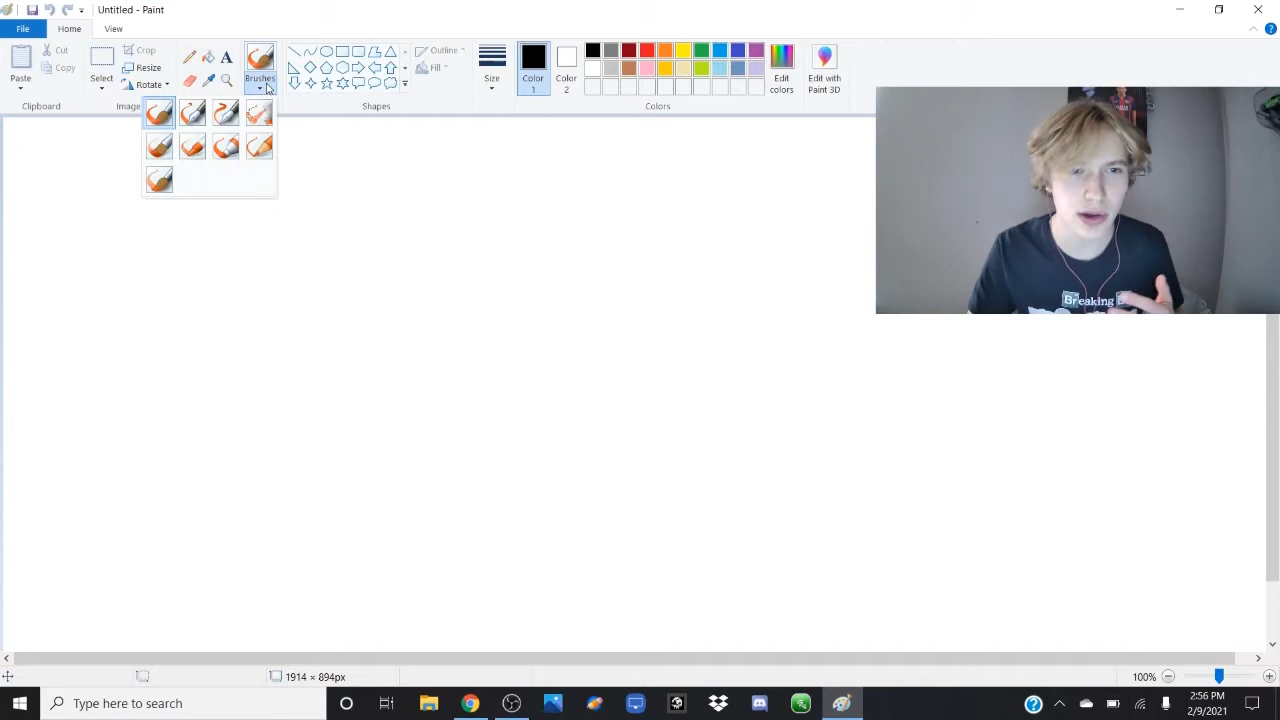 Untitled - Paint
File
Home
View
Paste
Cut
Copy
Clipboard
Select
Crop
Resize
Rotate
Image
A
Brushes
Shapes
Outline
Fill
Size
Color
1
Color
2
Edit
colors
Colors
Edit with
Paint 3D
Breaking
1914 × 894px
100%
Type here to search
2:56 PM
2/9/2021